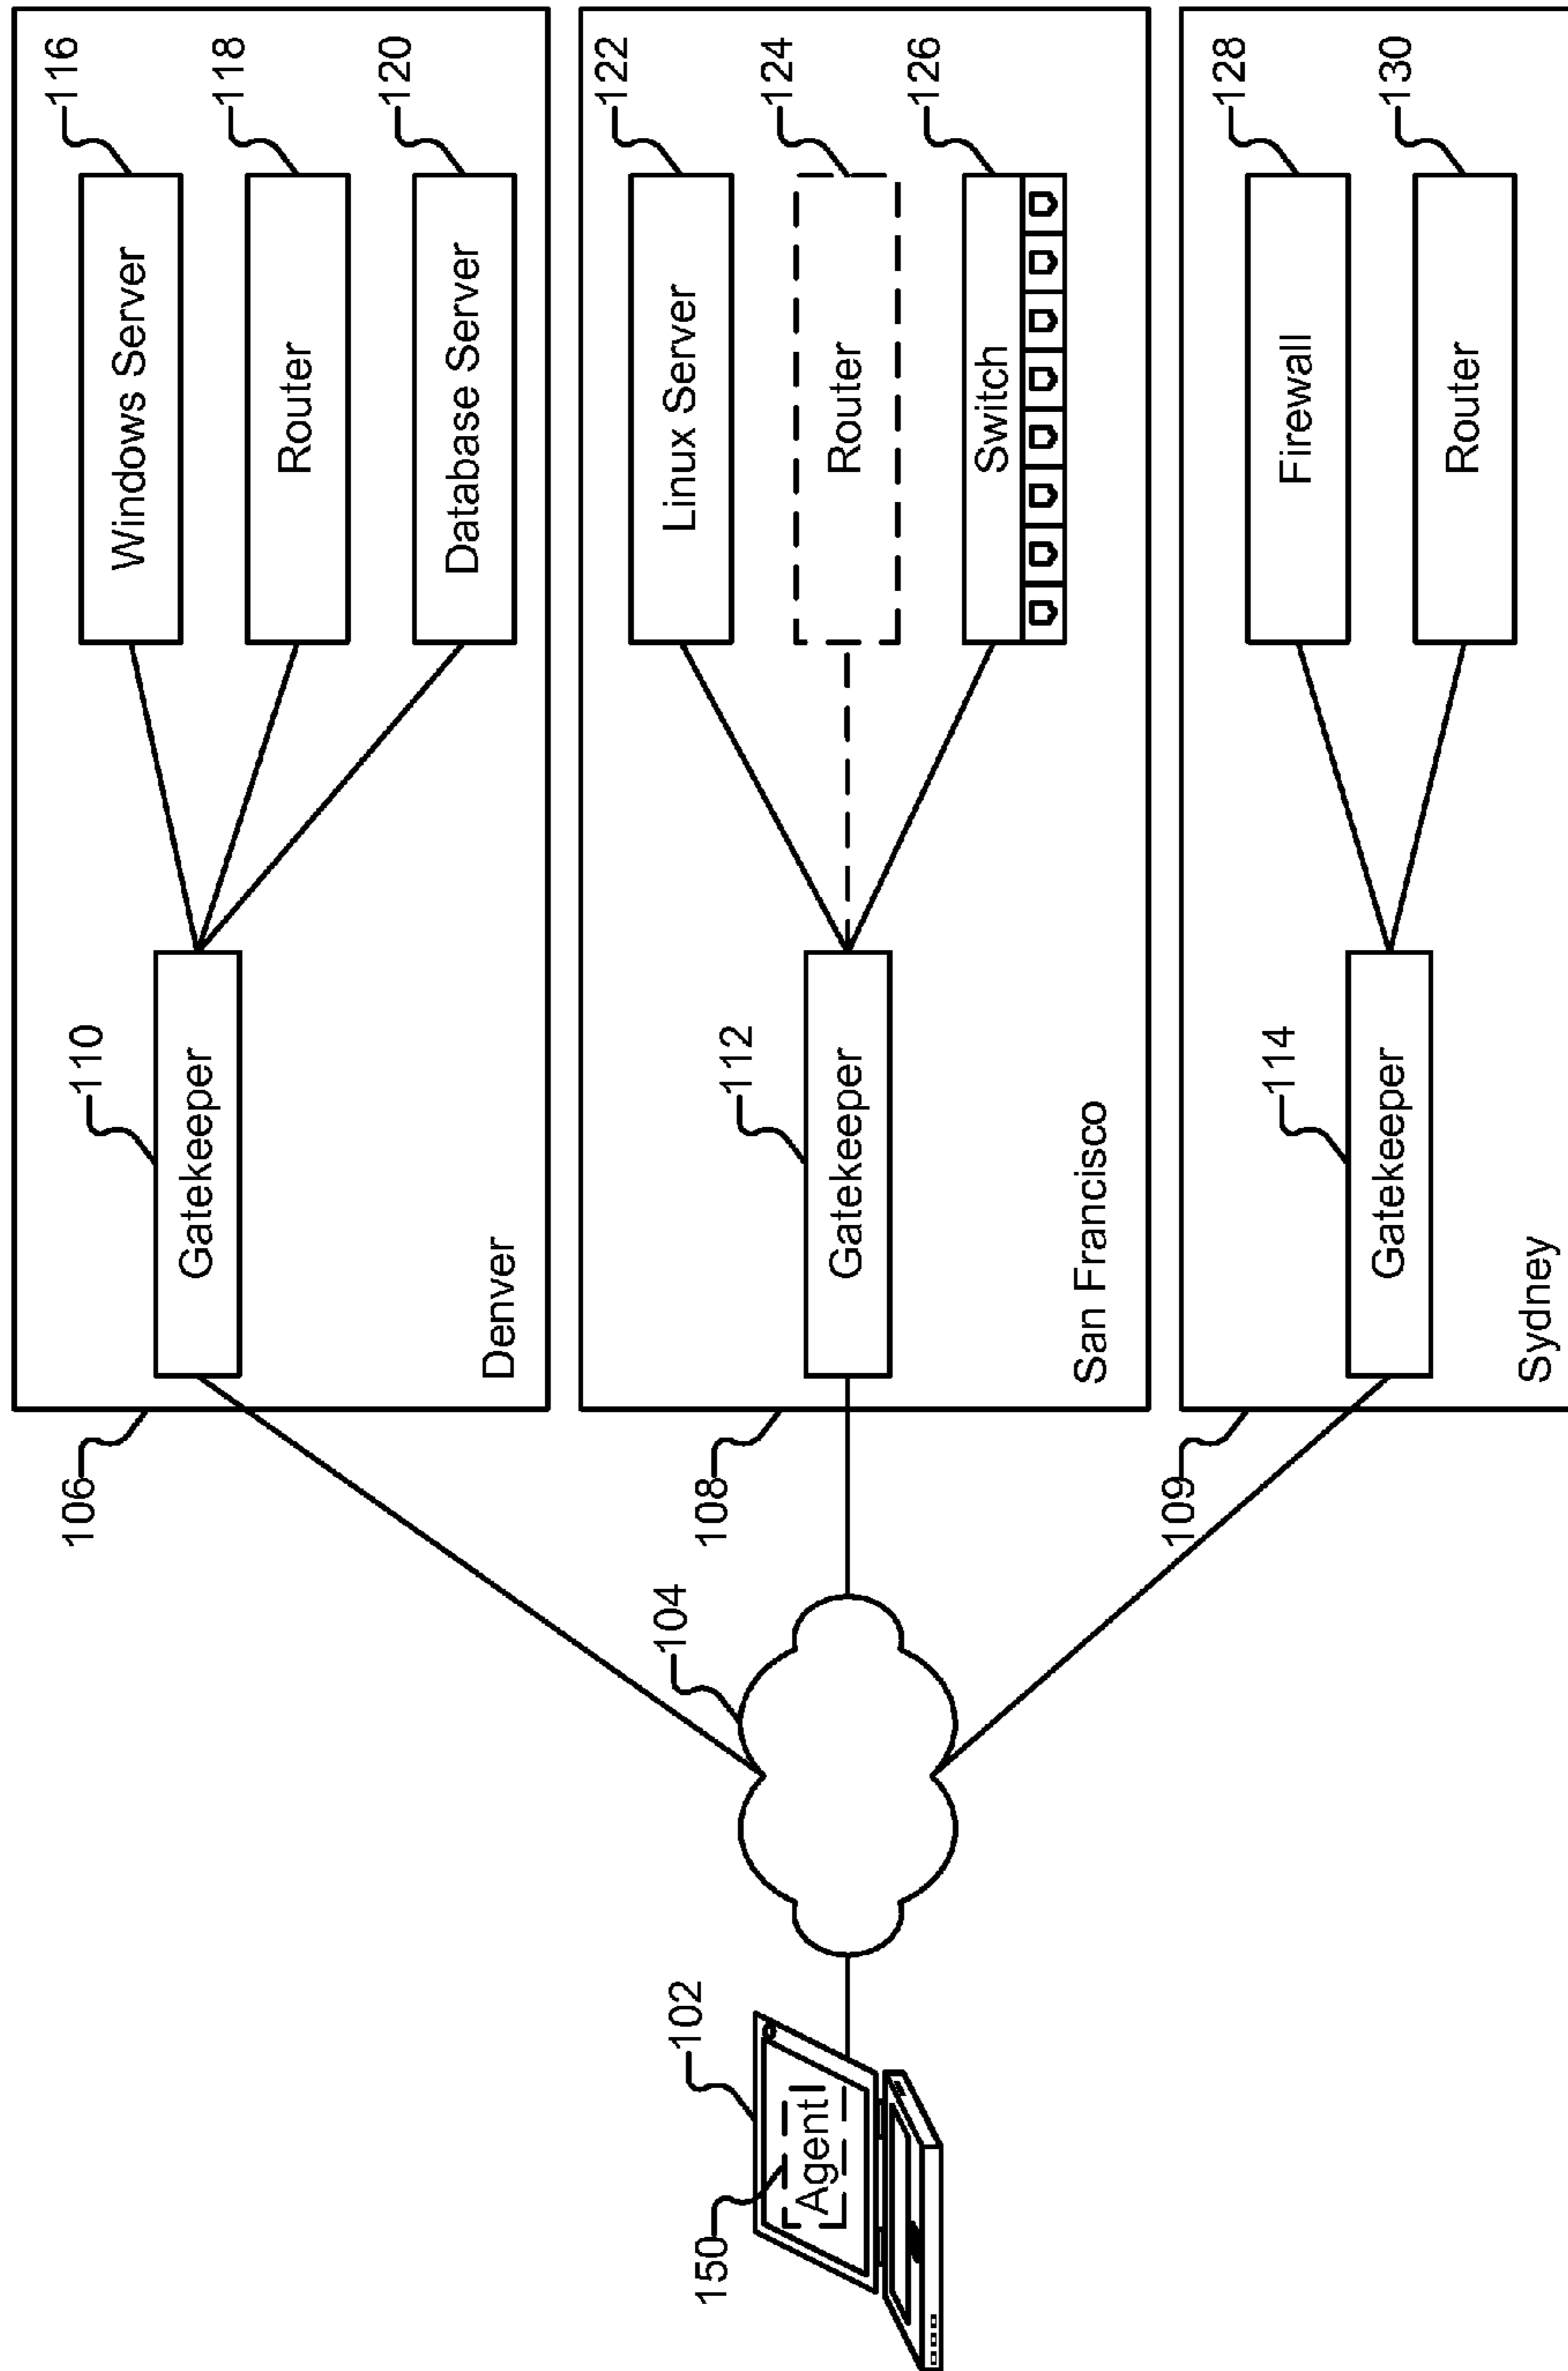 116
Windows Server
118
Router
120
Database Server
110
Gatekeeper
Denver
106
122
Linux Server
124
Router
126
Switch
112
Gatekeeper
San Francisco
108
128
Firewall
130
Router
114
Gatekeeper
Sydney
109
104
102
150
Agent